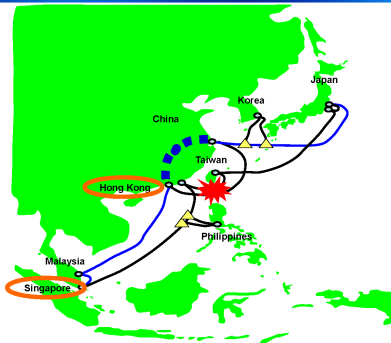 Japan
Korea
China
Taiwan
Hong Kong
Philippines
Malaysia
Singapore